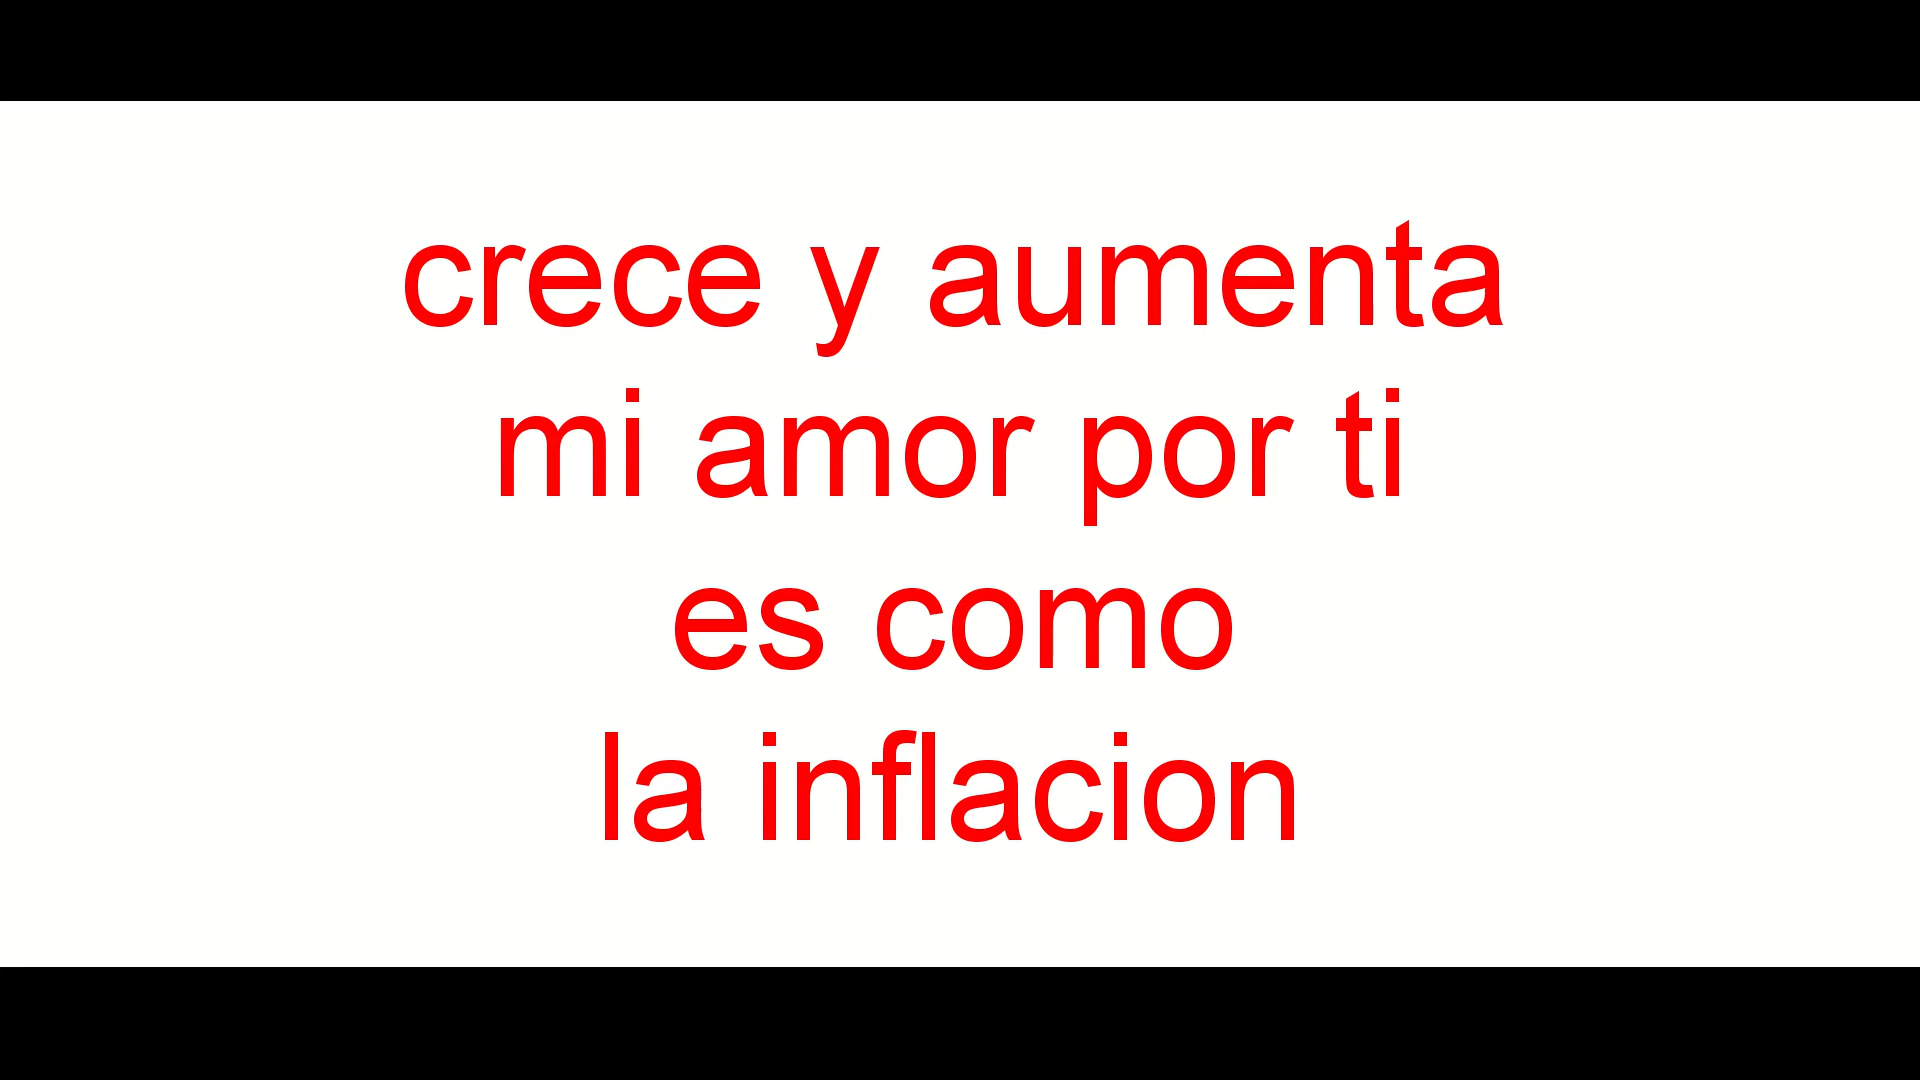 crece y aumenta
mi amor por ti
es como
la inflacion